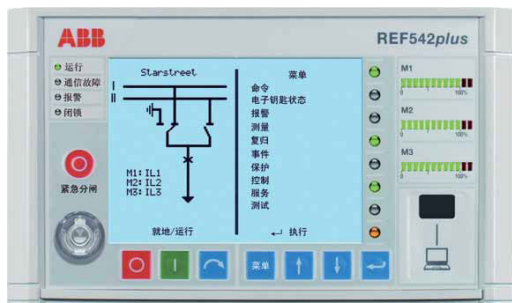 ABB
REF542plus
运行
通信故障
报警
闭锁
紧急分闸
Starstreet
I
II
M1: IL1
M2: IL2
M3: IL3
就地/运行
菜单
命令
电子钥匙状态
报警
测量
复归
事件
保护
控制
服务
测试
执行
M1
0 100%
M2
0 100%
M3
0 100%
菜单